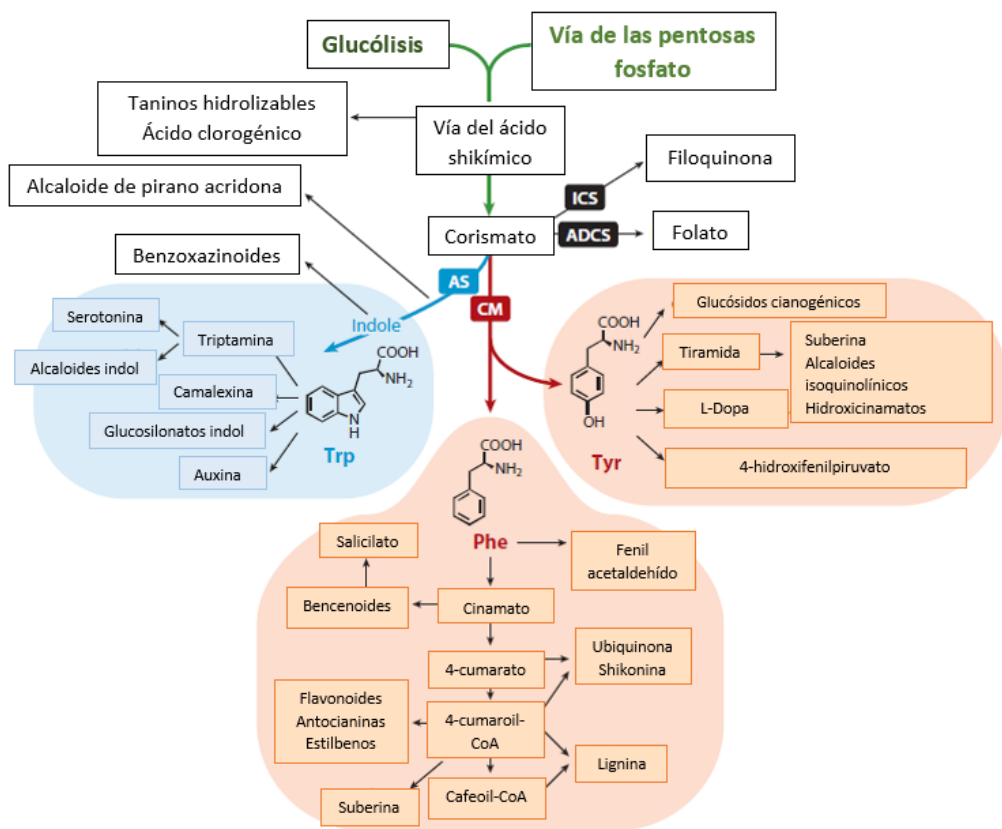 Glucólisis
Vía de las pentosas
fosfato
Taninos hidrolizables
Ácido clorogénico
Vía del ácido
shikímico
Filoquinona
Alcaloide de pirano acridona
ICS
Corismato
ADCS
Folato
Benzoxazinoides
AS
CM
Indole
Serotonina
Triptamina
Alcaloides indol
Camalexina
Glucosilonatos indol
Auxina
COOH
NH2
N
H
Trp
Glucósidos cianogénicos
COOH
NH2
OH
Tyr
Tiramida
Suberina
Alcaloides
isoquinolínicos
Hidroxicinamatos
L-Dopa
4-hidroxifenilpiruvato
COOH
NH2
Phe
Fenil
acetaldehído
Salicilato
Bencenoides
Cinamato
4-cumarato
Ubiquinona
Shikonina
Flavonoides
Antocianinas
Estilbenos
4-cumaroil-
CoA
Lignina
Suberina
Cafeoil-CoA